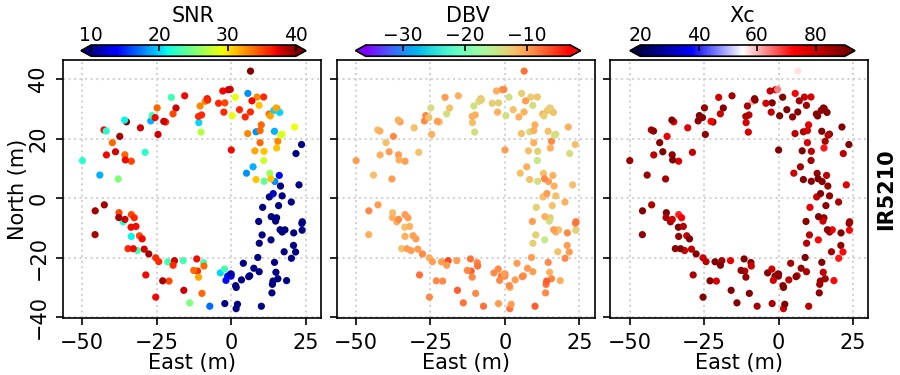 SNR DBV Xc
10 20 30 40 −30 −20 −10 20 40 60 80
40
20
0
−20
−40
North (m)
−50 −25 0 25 −50 −25 0 25 −50 −25 0 25
East (m) East (m) East (m)
IR5210